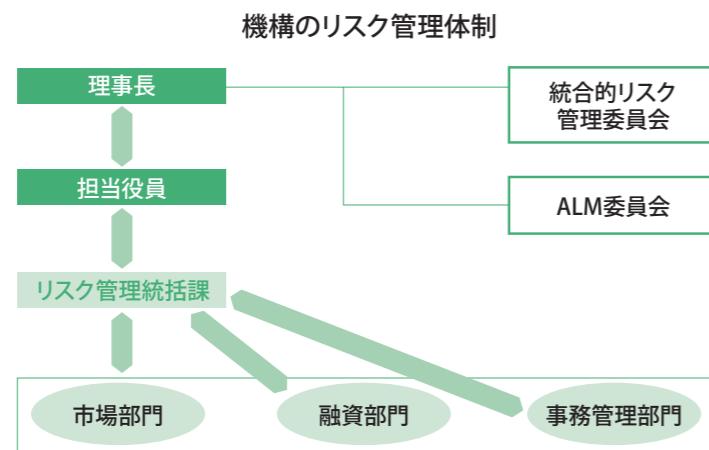 機構のリスク管理体制
理事長
統合的リスク
管理委員会
担当役員
ALM委員会
リスク管理統括課
市場部門
融資部門
事務管理部門